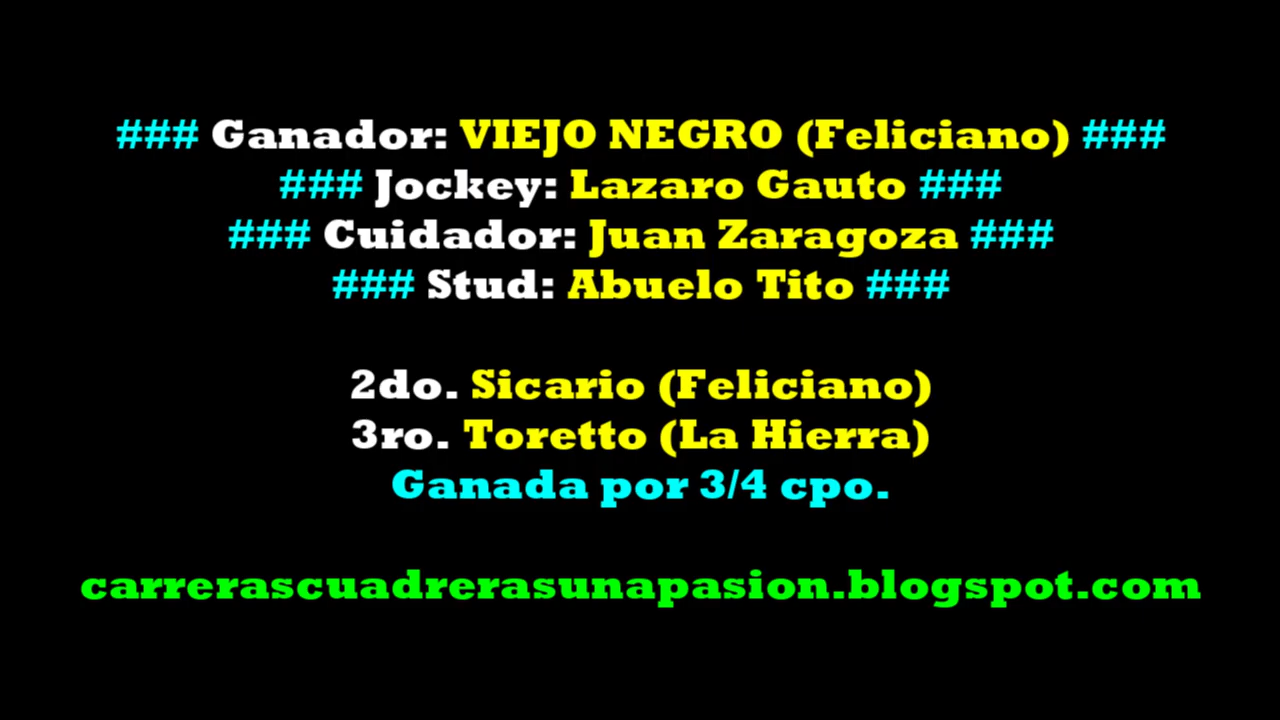 ### Ganador: VIEJO NEGRO (Feliciano) ###
### Jockey: Lazaro Gauto ###
### Cuidador: Juan Zaragoza ###
### Stud: Abuelo Tito ###
2do. Sicario (Feliciano)
3ro. Toretto (La Hierra)
Ganada por 3/4 cpo.
carrerascuadrerasunapasion.blogspot.com